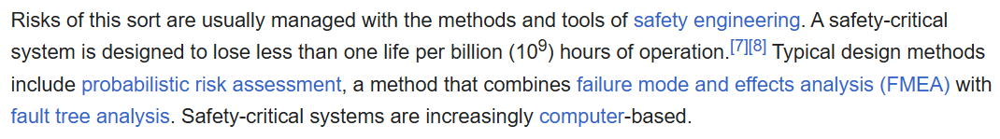 Risks of this sort are usually managed with the methods and tools of safety engineering. A safety-critical
system is designed to lose less than one life per billion (10⁹) hours of operation.[7][8] Typical design methods
include probabilistic risk assessment, a method that combines failure mode and effects analysis (FMEA) with
fault tree analysis. Safety-critical systems are increasingly computer-based.